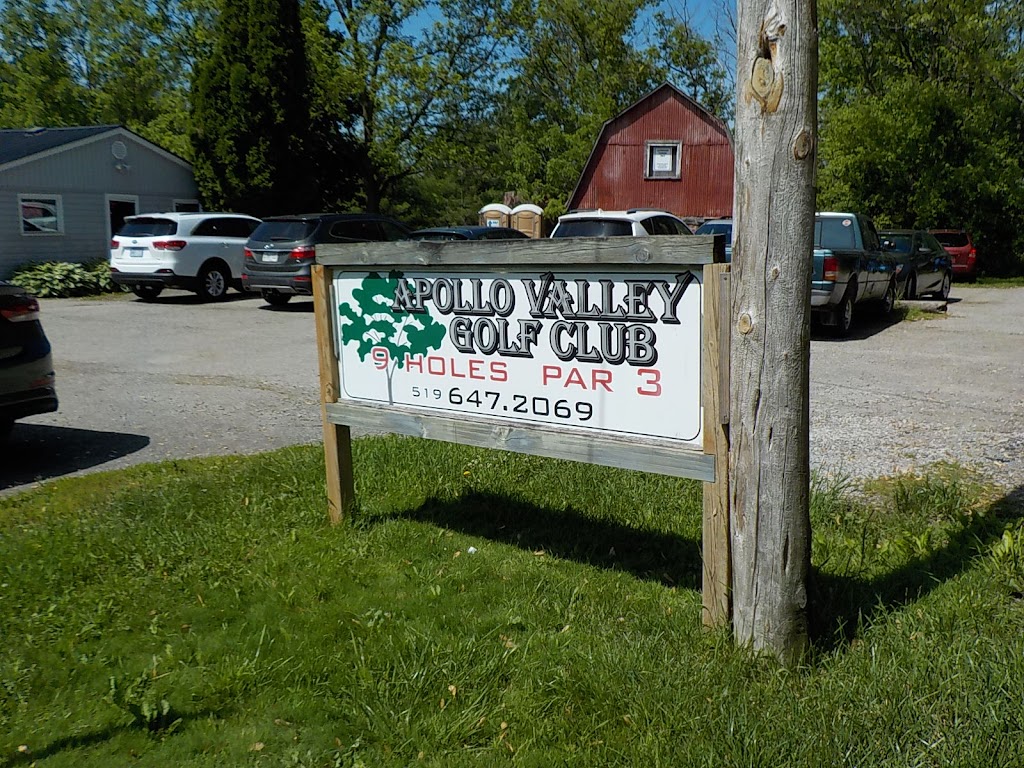 APOLLO VALLEY
GOLF CLUB
9 HOLES PAR 3
519 647.2069